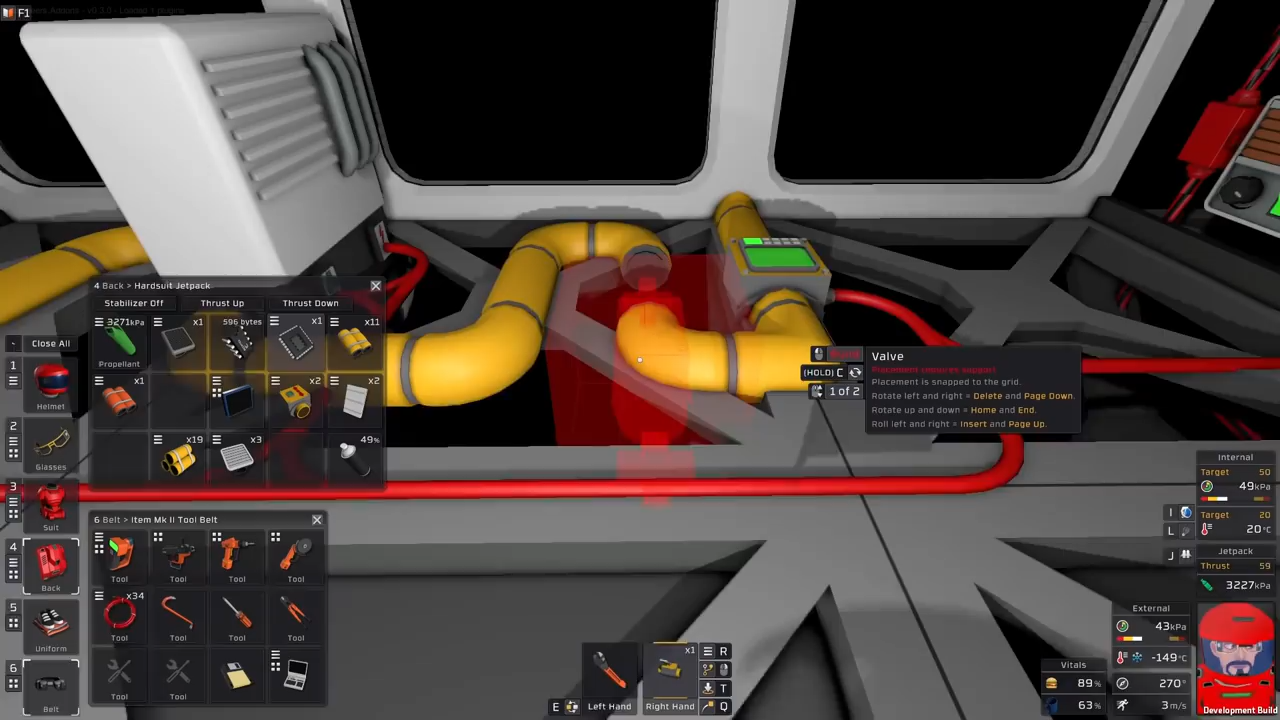 F1
4 Back > Hardsuit Jetpack
Stabilizer Off Thrust Up Thrust Down
3271kPa x1 596 bytes x1 x11
Propellant
x1 x2 x2
x19 x3 49%
Close All
1
Helmet
2
Glasses
3
Suit
4
Back
5
Uniform
6
Belt
6 Belt > Item Mk II Tool Belt
Tool Tool Tool Tool
x34
Tool Tool Tool Tool
Tool Tool
Valve
Placement requires support
Placement is snapped to the grid.
Rotate left and right = Delete and Page Down.
Rotate up and down = Home and End.
Roll left and right = Insert and Page Up.
(HOLD) C
1 of 2
E Left Hand
x1 R
T
Right Hand Q
Internal
Target 50
49kPa
Target 20
20°C
I
L
J
Jetpack
Thrust 59
3227kPa
External
43kPa
-149°C
270°
3m/s
Vitals
89%
63%
Development Build